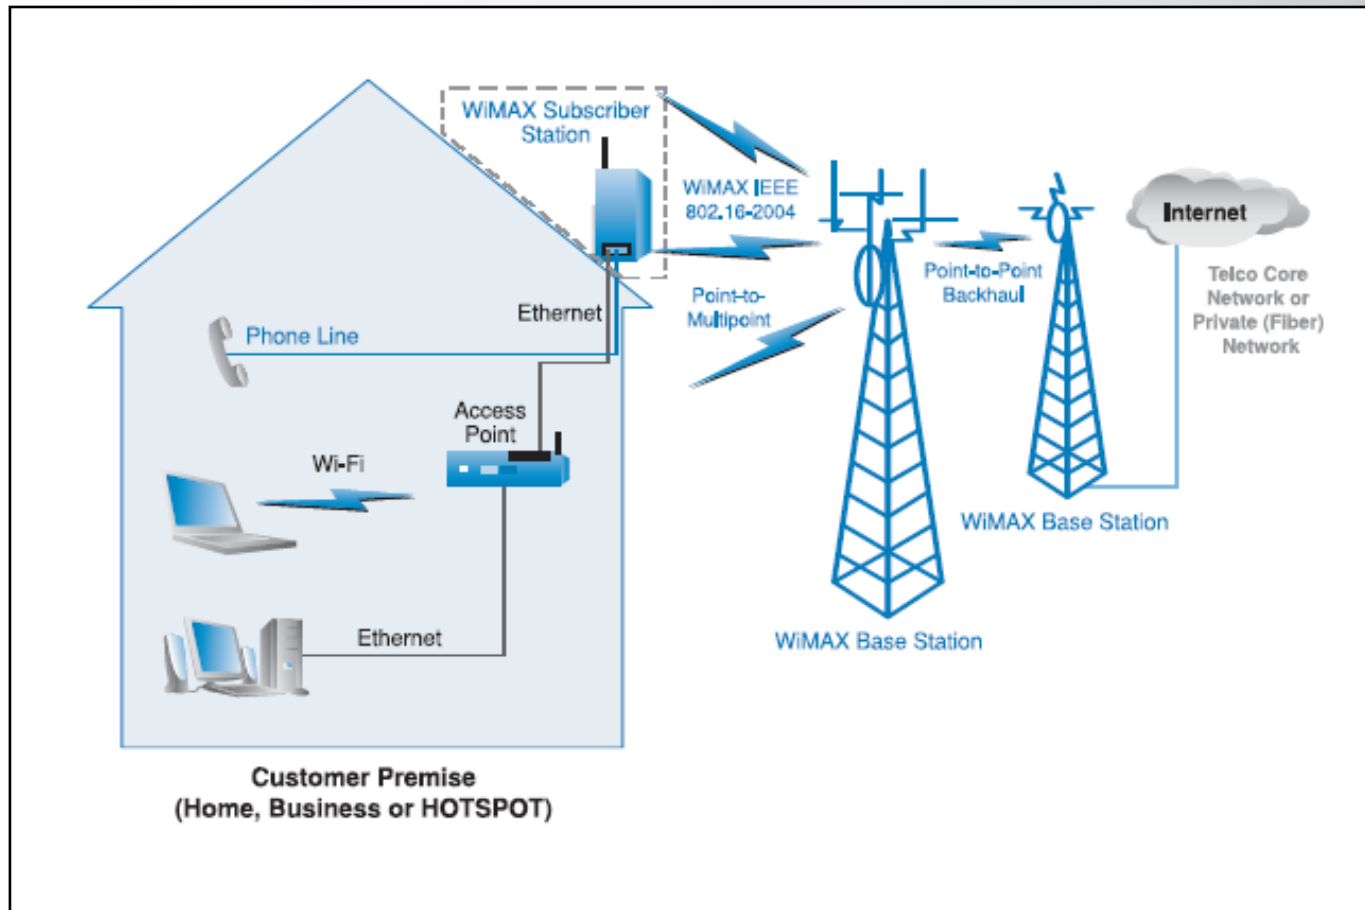 WiMAX Subscriber
Station
WiMAX IEEE
802.16-2004
Internet
Point-to-Point
Backhaul
Telco Core
Network or
Private (Fiber)
Network
Point-to-
Multipoint
Ethernet
Phone Line
Access
Point
Wi-Fi
WiMAX Base Station
Ethernet
WiMAX Base Station
Customer Premise
(Home, Business or HOTSPOT)